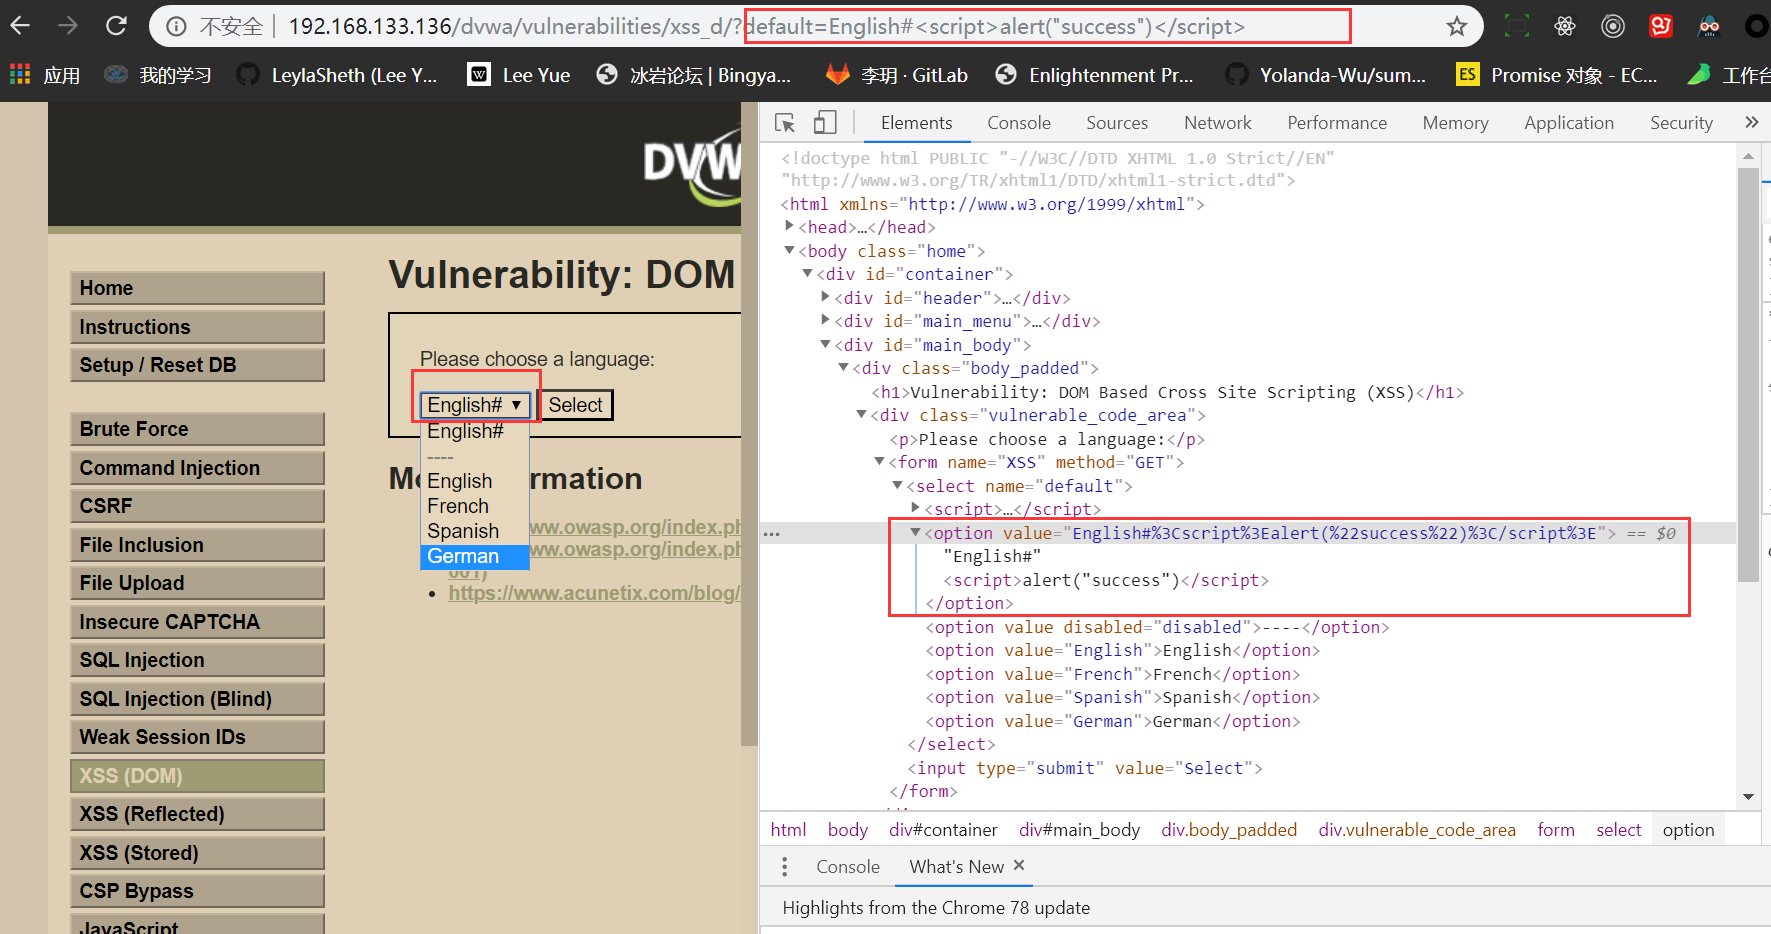 不安全 192.168.133.136/dvwa/vulnerabilities/xss_d/?default=English#<script>alert("success")</script>
应用 我的学习 LeylaSheth (Lee Y... Lee Yue 冰岩论坛 | Bingya... 李玥 · GitLab Enlightenment Pr... Yolanda-Wu/sum... ES Promise 对象 - EC... 工作台
DVWA
Home
Instructions
Setup / Reset DB
Brute Force
Command Injection
CSRF
File Inclusion
File Upload
Insecure CAPTCHA
SQL Injection
SQL Injection (Blind)
Weak Session IDs
XSS (DOM)
XSS (Reflected)
XSS (Stored)
CSP Bypass
JavaScript
Vulnerability: DOM
Please choose a language:
English# ▼ Select
English#
----
English
French
Spanish
German
rmation
ww.owasp.org/index.ph
ww.owasp.org/index.ph
001)
https://www.acunetix.com/blog/
Elements Console Sources Network Performance Memory Application Security »
<!doctype html PUBLIC "-//W3C//DTD XHTML 1.0 Strict//EN"
"http://www.w3.org/TR/xhtml1/DTD/xhtml1-strict.dtd">
<html xmlns="http://www.w3.org/1999/xhtml">
▶<head>…</head>
▼<body class="home">
▼<div id="container">
▶<div id="header">…</div>
▶<div id="main_menu">…</div>
▼<div id="main_body">
▼<div class="body_padded">
<h1>Vulnerability: DOM Based Cross Site Scripting (XSS)</h1>
▼<div class="vulnerable_code_area">
<p>Please choose a language:</p>
▼<form name="XSS" method="GET">
▼<select name="default">
▶<script>…</script>
… ▼<option value="English#%3Cscript%3Ealert(%22success%22)%3C/script%3E"> == $0
"English#"
<script>alert("success")</script>
</option>
<option value disabled="disabled">----</option>
<option value="English">English</option>
<option value="French">French</option>
<option value="Spanish">Spanish</option>
<option value="German">German</option>
</select>
<input type="submit" value="Select">
</form>
html body div#container div#main_body div.body_padded div.vulnerable_code_area form select option
Console What's New ✕
Highlights from the Chrome 78 update